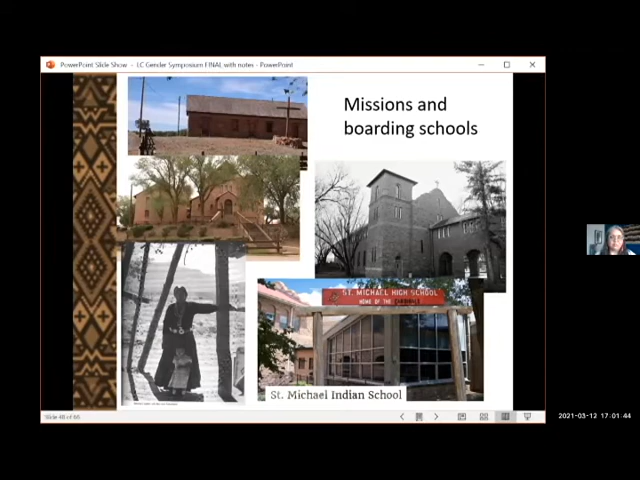 PowerPoint Slide Show - LC Gender Symposium FINAL with notes - PowerPoint
Missions and
boarding schools
ST. MICHAEL HIGH SCHOOL
HOME OF THE CARDINALS
St. Michael Indian School
2021-03-12 17:01:44